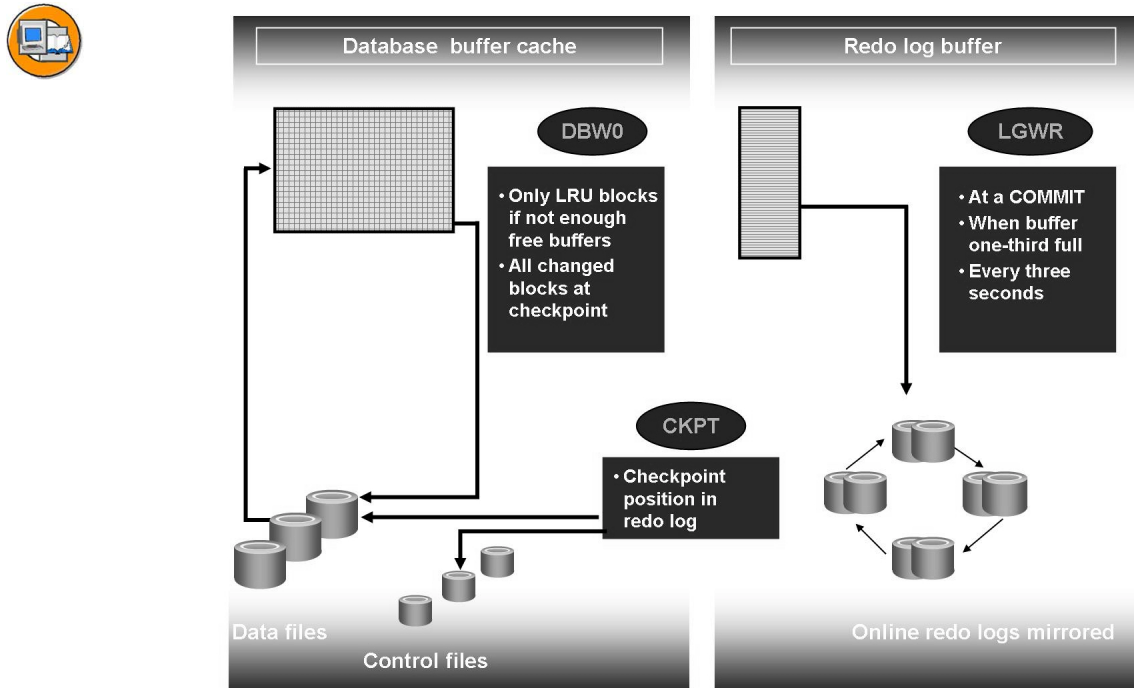 Database buffer cache
Redo log buffer
DBW0
• Only LRU blocks
if not enough
free buffers
• All changed
blocks at
checkpoint
LGWR
• At a COMMIT
• When buffer
one-third full
• Every three
seconds
CKPT
• Checkpoint
position in
redo log
Data files
Control files
Online redo logs mirrored